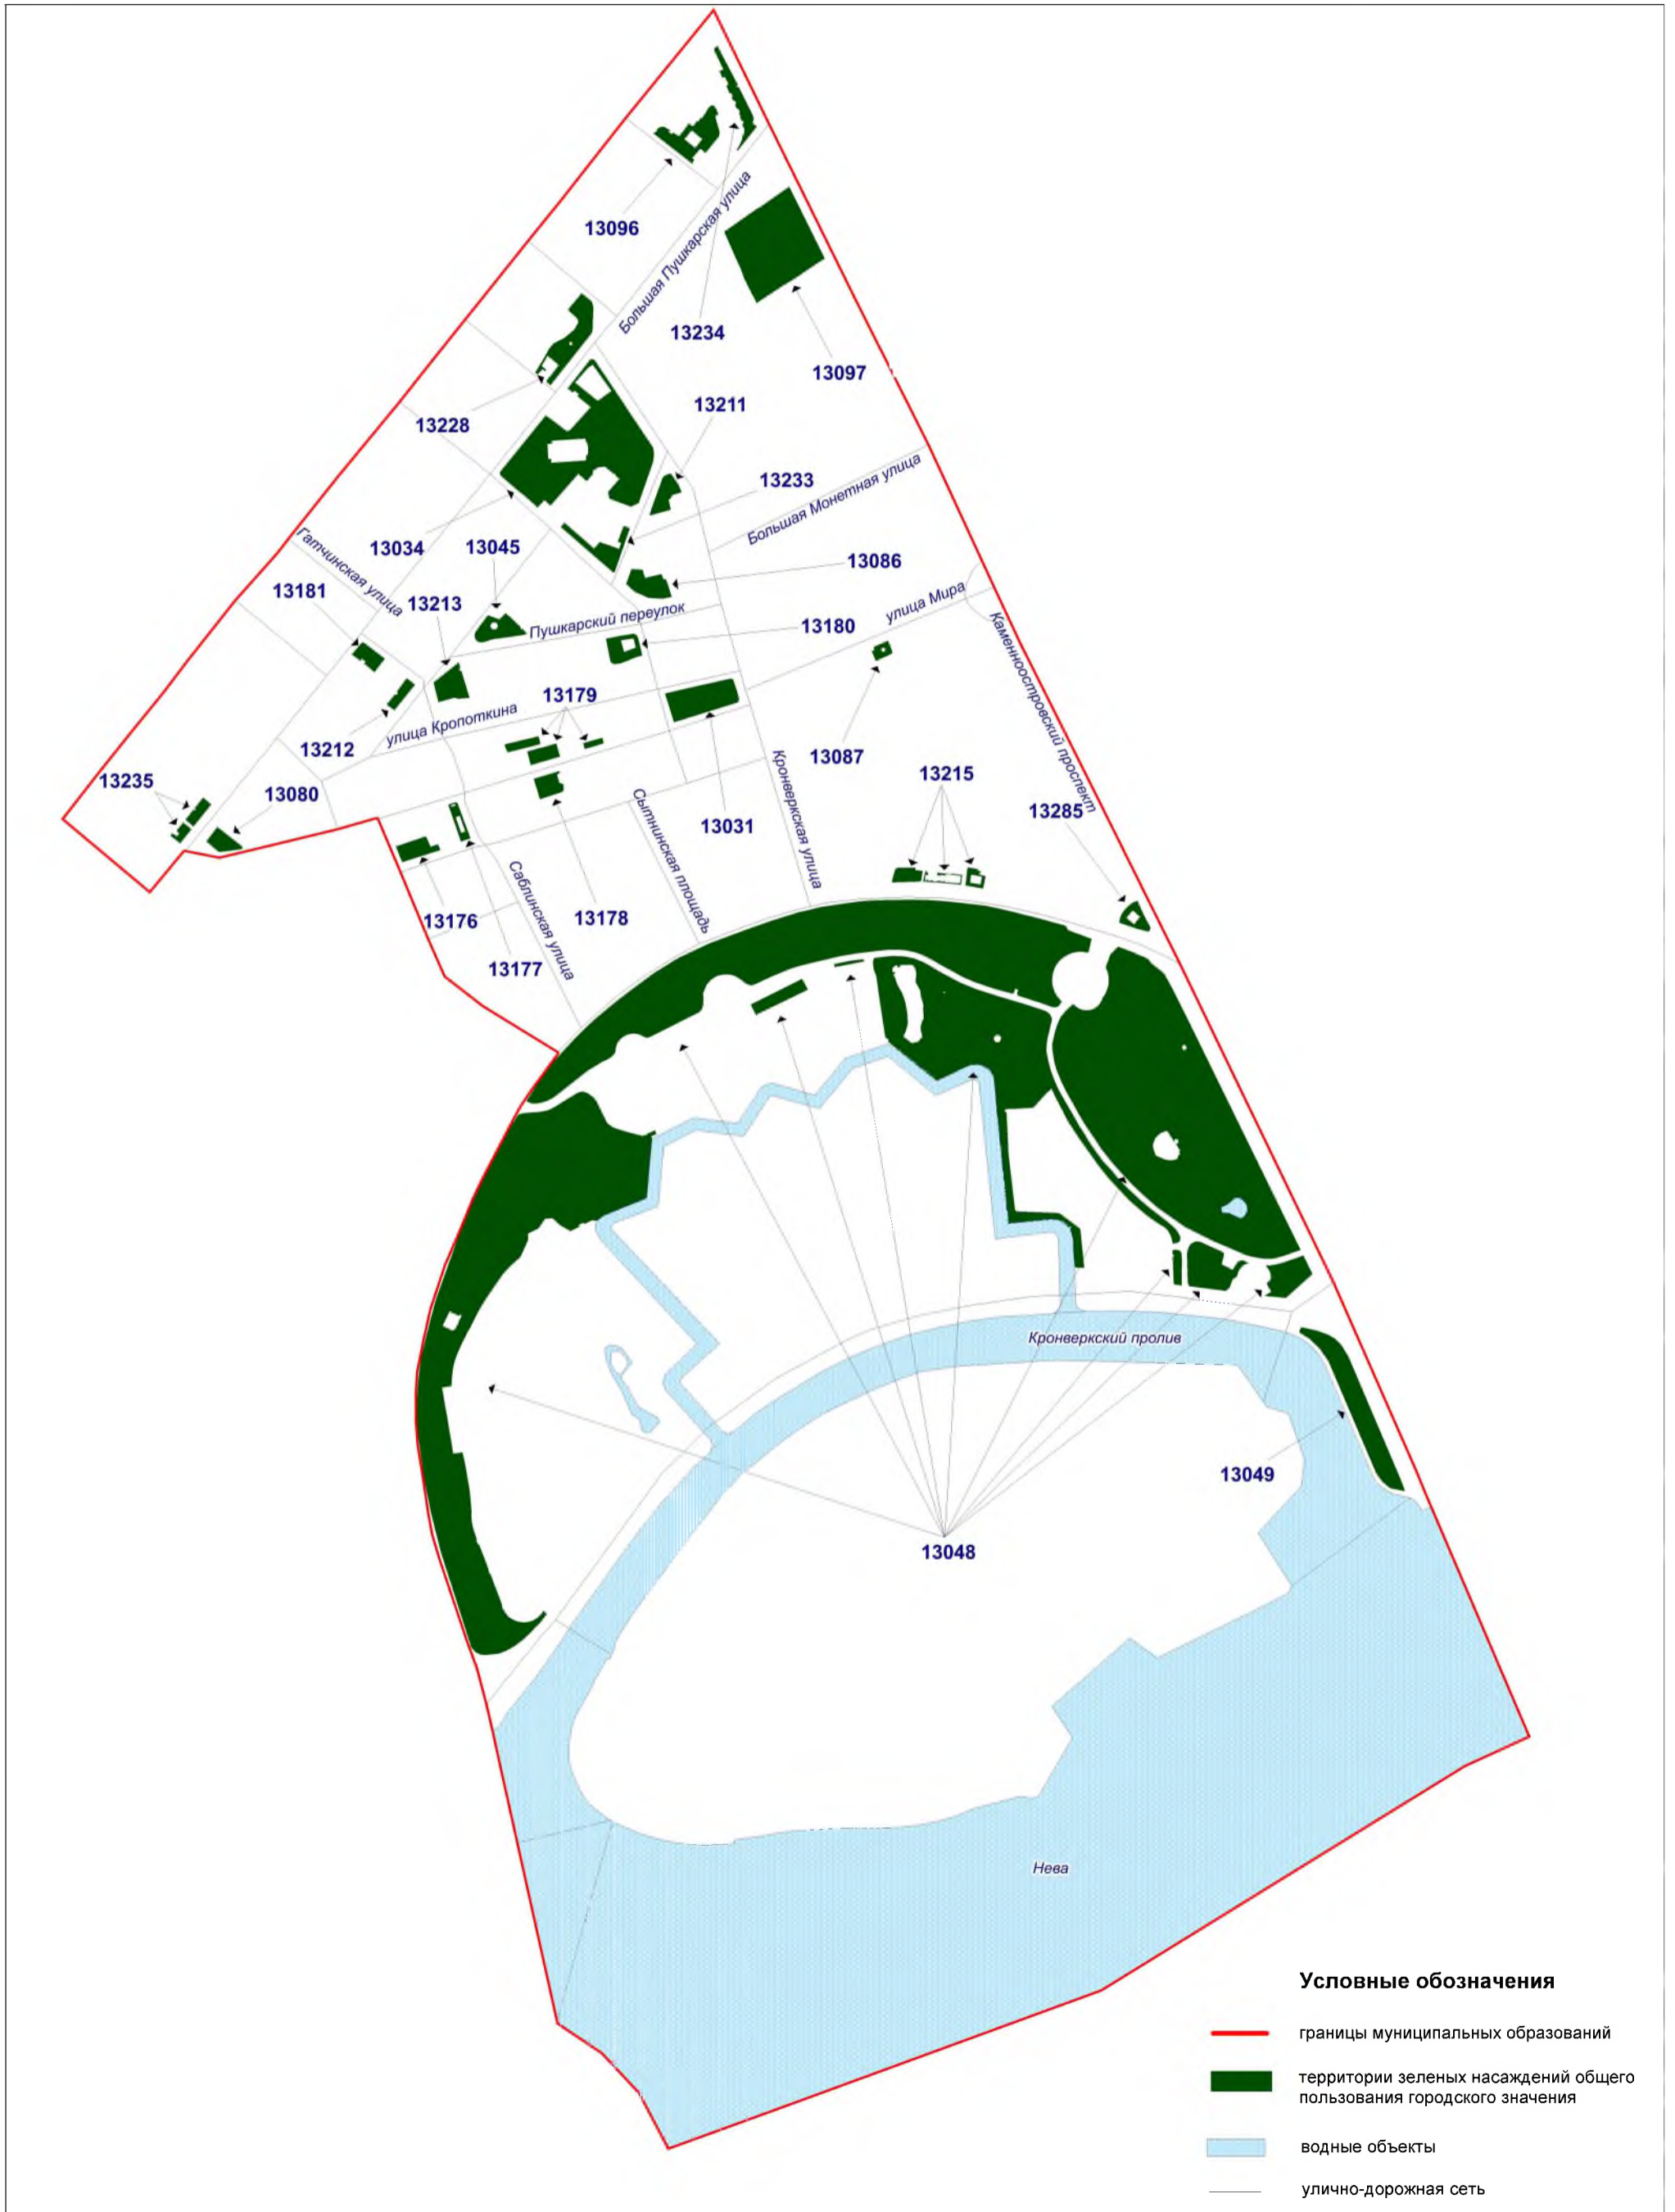 13096
Большая Пушкарская улица
13234
13097
13228
13211
13233
Большая Монетная улица
13034
13045
13086
Гатчинская улица
13181
13213
Пушкарский переулок
13180
улица Мира
Каменноостровский проспект
13179
улица Кропоткина
13212
13087
13235
13080
13215
13285
13031
Кронверкская улица
Сытнинская площадь
Саблинская улица
13176
13178
13177
Кронверкский пролив
13049
13048
Нева
Условные обозначения
границы муниципальных образований
территории зеленых насаждений общего
пользования городского значения
водные объекты
улично-дорожная сеть